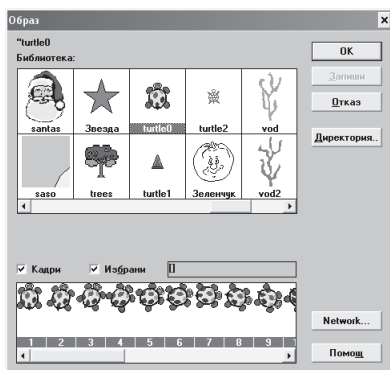 Образ
"turtle0
Библиотека:
santas Звезда turtle0 turtle2 vod
saso trees turtle1 Зеленчук vod2
OK
Запиши
Отказ
Директория..
Кадри Избрани []
1 2 3 4 5 6 7 8 9 1
Network...
Помощ